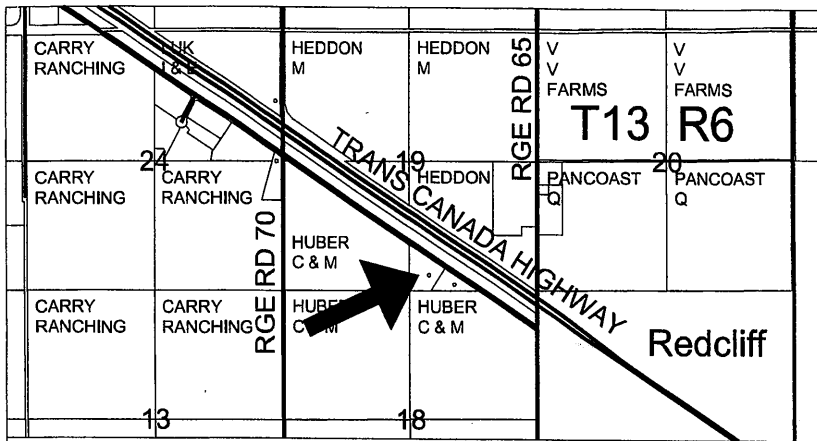 CARRY
RANCHING
LUK
I & E
HEDDON
M
HEDDON
M
RGE RD 65
V
V
FARMS
V
V
FARMS
T13 R6
24
19
20
TRANS CANADA HIGHWAY
CARRY
RANCHING
CARRY
RANCHING
HEDDON
PANCOAST
Q
PANCOAST
Q
RGE RD 70
HUBER
C & M
CARRY
RANCHING
CARRY
RANCHING
HUBER
C & M
HUBER
C & M
Redcliff
13
18